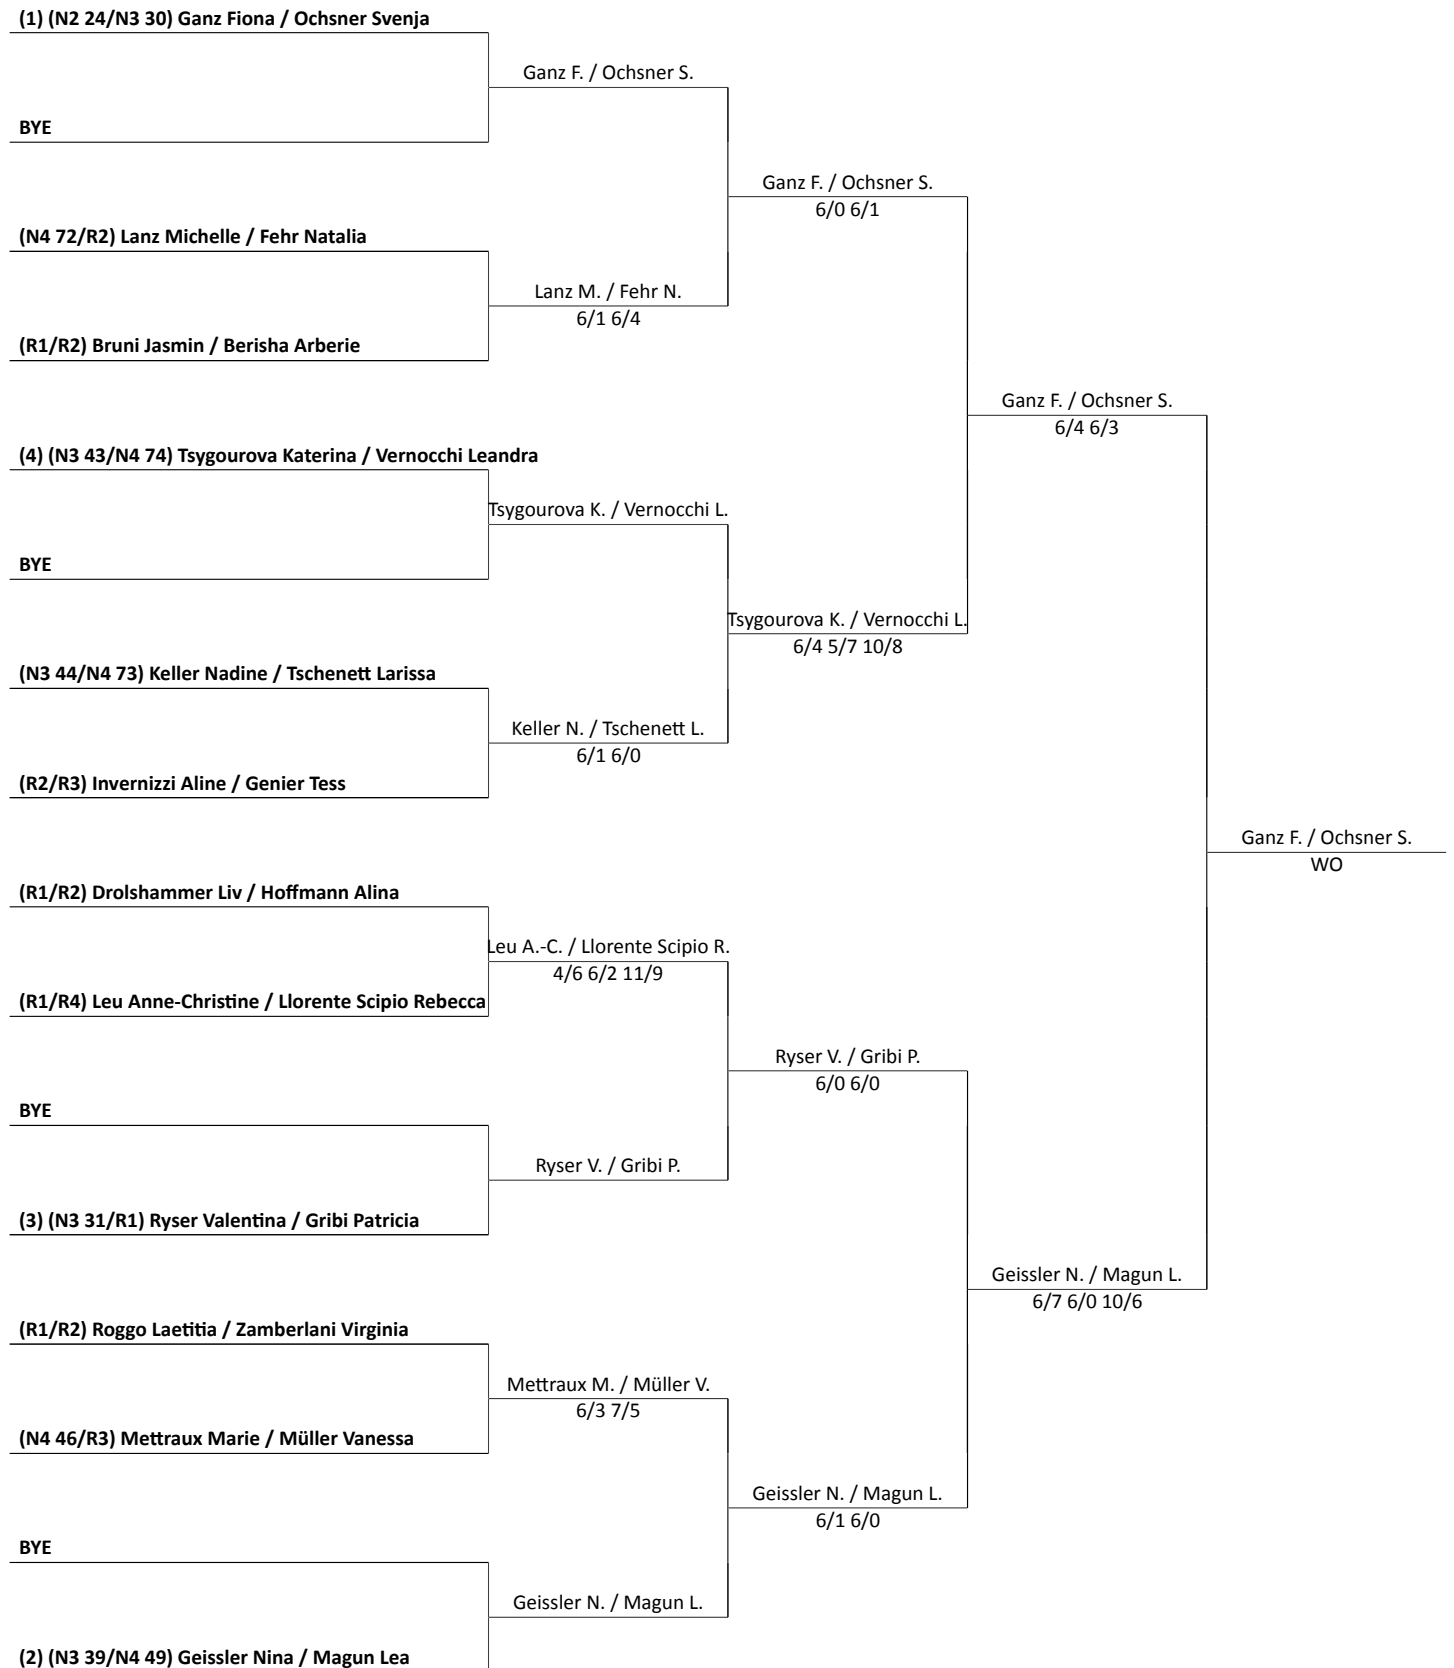 (1) (N2 24/N3 30) Ganz Fiona / Ochsner Svenja
Ganz F. / Ochsner S.
BYE
Ganz F. / Ochsner S.
6/0 6/1
(N4 72/R2) Lanz Michelle / Fehr Natalia
Lanz M. / Fehr N.
6/1 6/4
(R1/R2) Bruni Jasmin / Berisha Arberie
Ganz F. / Ochsner S.
6/4 6/3
(4) (N3 43/N4 74) Tsygourova Katerina / Vernocchi Leandra
Tsygourova K. / Vernocchi L.
BYE
Tsygourova K. / Vernocchi L.
6/4 5/7 10/8
(N3 44/N4 73) Keller Nadine / Tschenett Larissa
Keller N. / Tschenett L.
6/1 6/0
(R2/R3) Invernizzi Aline / Genier Tess
Ganz F. / Ochsner S.
WO
(R1/R2) Drolshammer Liv / Hoffmann Alina
Leu A.-C. / Llorente Scipio R.
4/6 6/2 11/9
(R1/R4) Leu Anne-Christine / Llorente Scipio Rebecca
Ryser V. / Gribi P.
6/0 6/0
BYE
Ryser V. / Gribi P.
(3) (N3 31/R1) Ryser Valentina / Gribi Patricia
Geissler N. / Magun L.
6/7 6/0 10/6
(R1/R2) Roggo Laetitia / Zamberlani Virginia
Mettraux M. / Müller V.
6/3 7/5
(N4 46/R3) Mettraux Marie / Müller Vanessa
Geissler N. / Magun L.
6/1 6/0
BYE
Geissler N. / Magun L.
(2) (N3 39/N4 49) Geissler Nina / Magun Lea